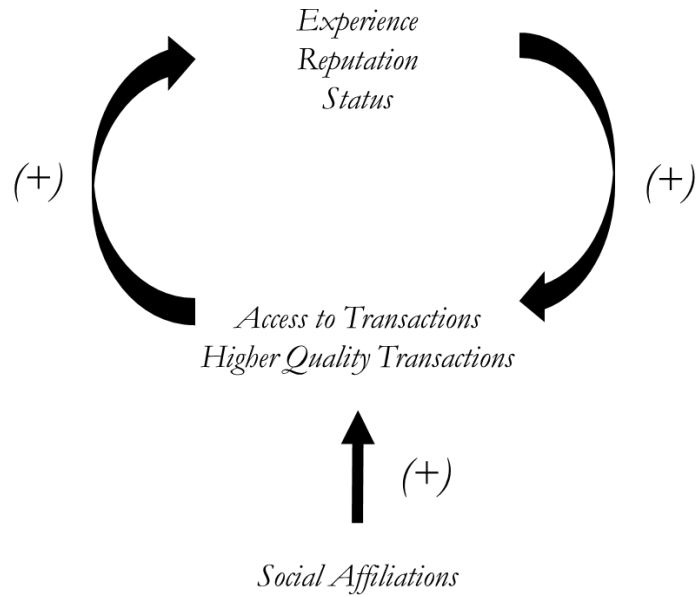 Experience
Reputation
Status
(+)
(+)
Access to Transactions
Higher Quality Transactions
(+)
Social Affiliations